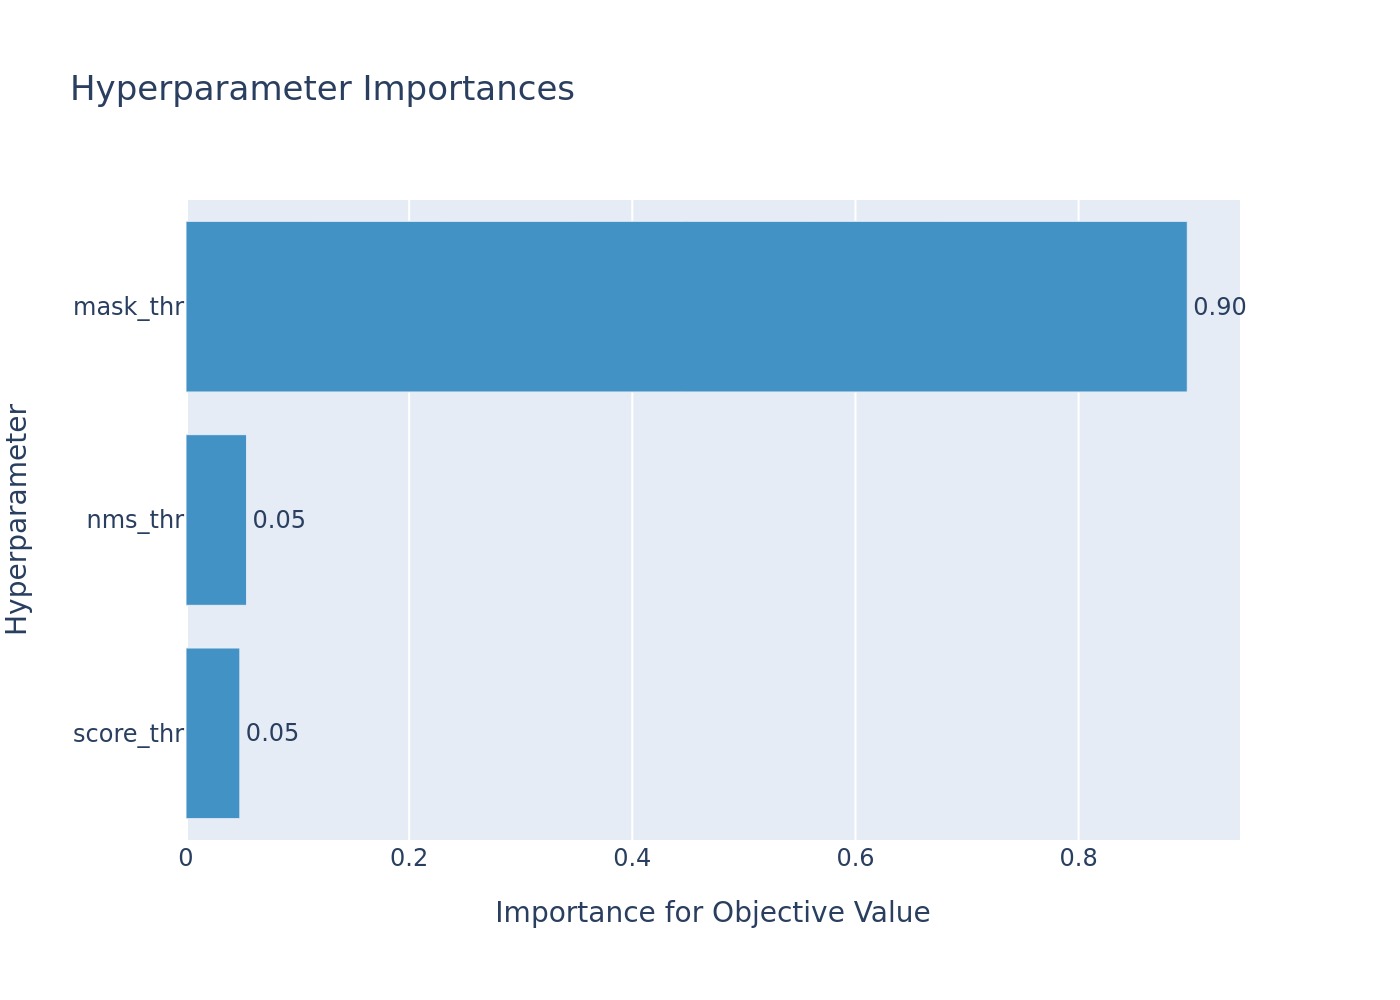 Hyperparameter Importances
mask_thr
0.90
nms_thr
0.05
score_thr
0.05
Hyperparameter
0
0.2
0.4
0.6
0.8
Importance for Objective Value